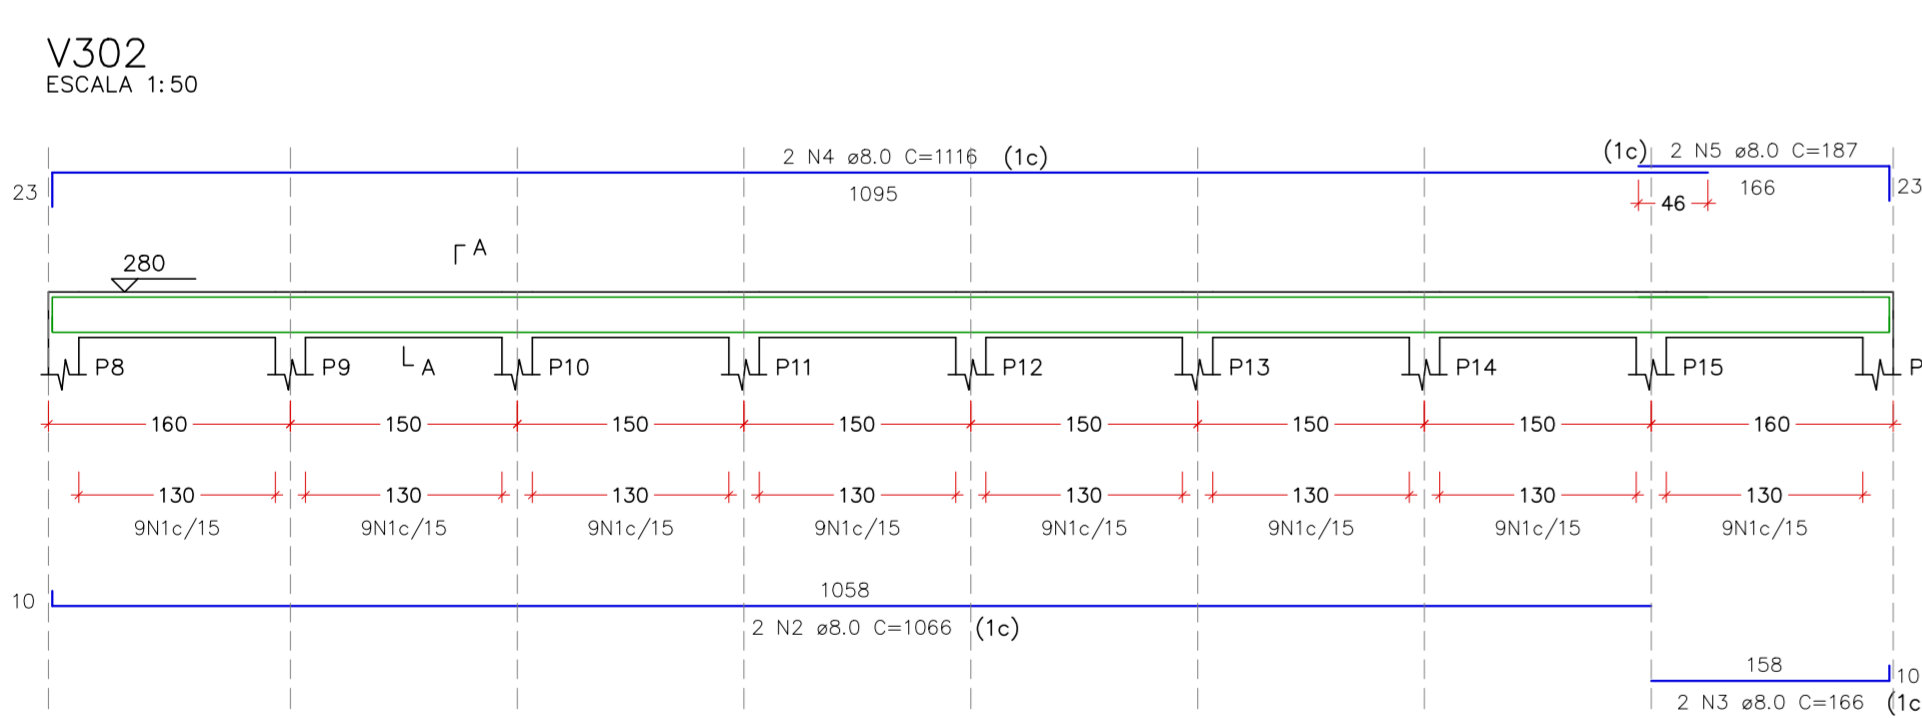 V302
ESCALA 1:50
2 N4 ø8.0 C=1116 (1c)
(1c) 2 N5 ø8.0 C=187
23
1095
166
23
46
A
280
P8
P9
A
P10
P11
P12
P13
P14
P15
P
160
150
150
150
150
150
150
160
130
130
130
130
130
130
130
130
9N1c/15
9N1c/15
9N1c/15
9N1c/15
9N1c/15
9N1c/15
9N1c/15
9N1c/15
10
1058
2 N2 ø8.0 C=1066 (1c)
158
10
2 N3 ø8.0 C=166 (1c